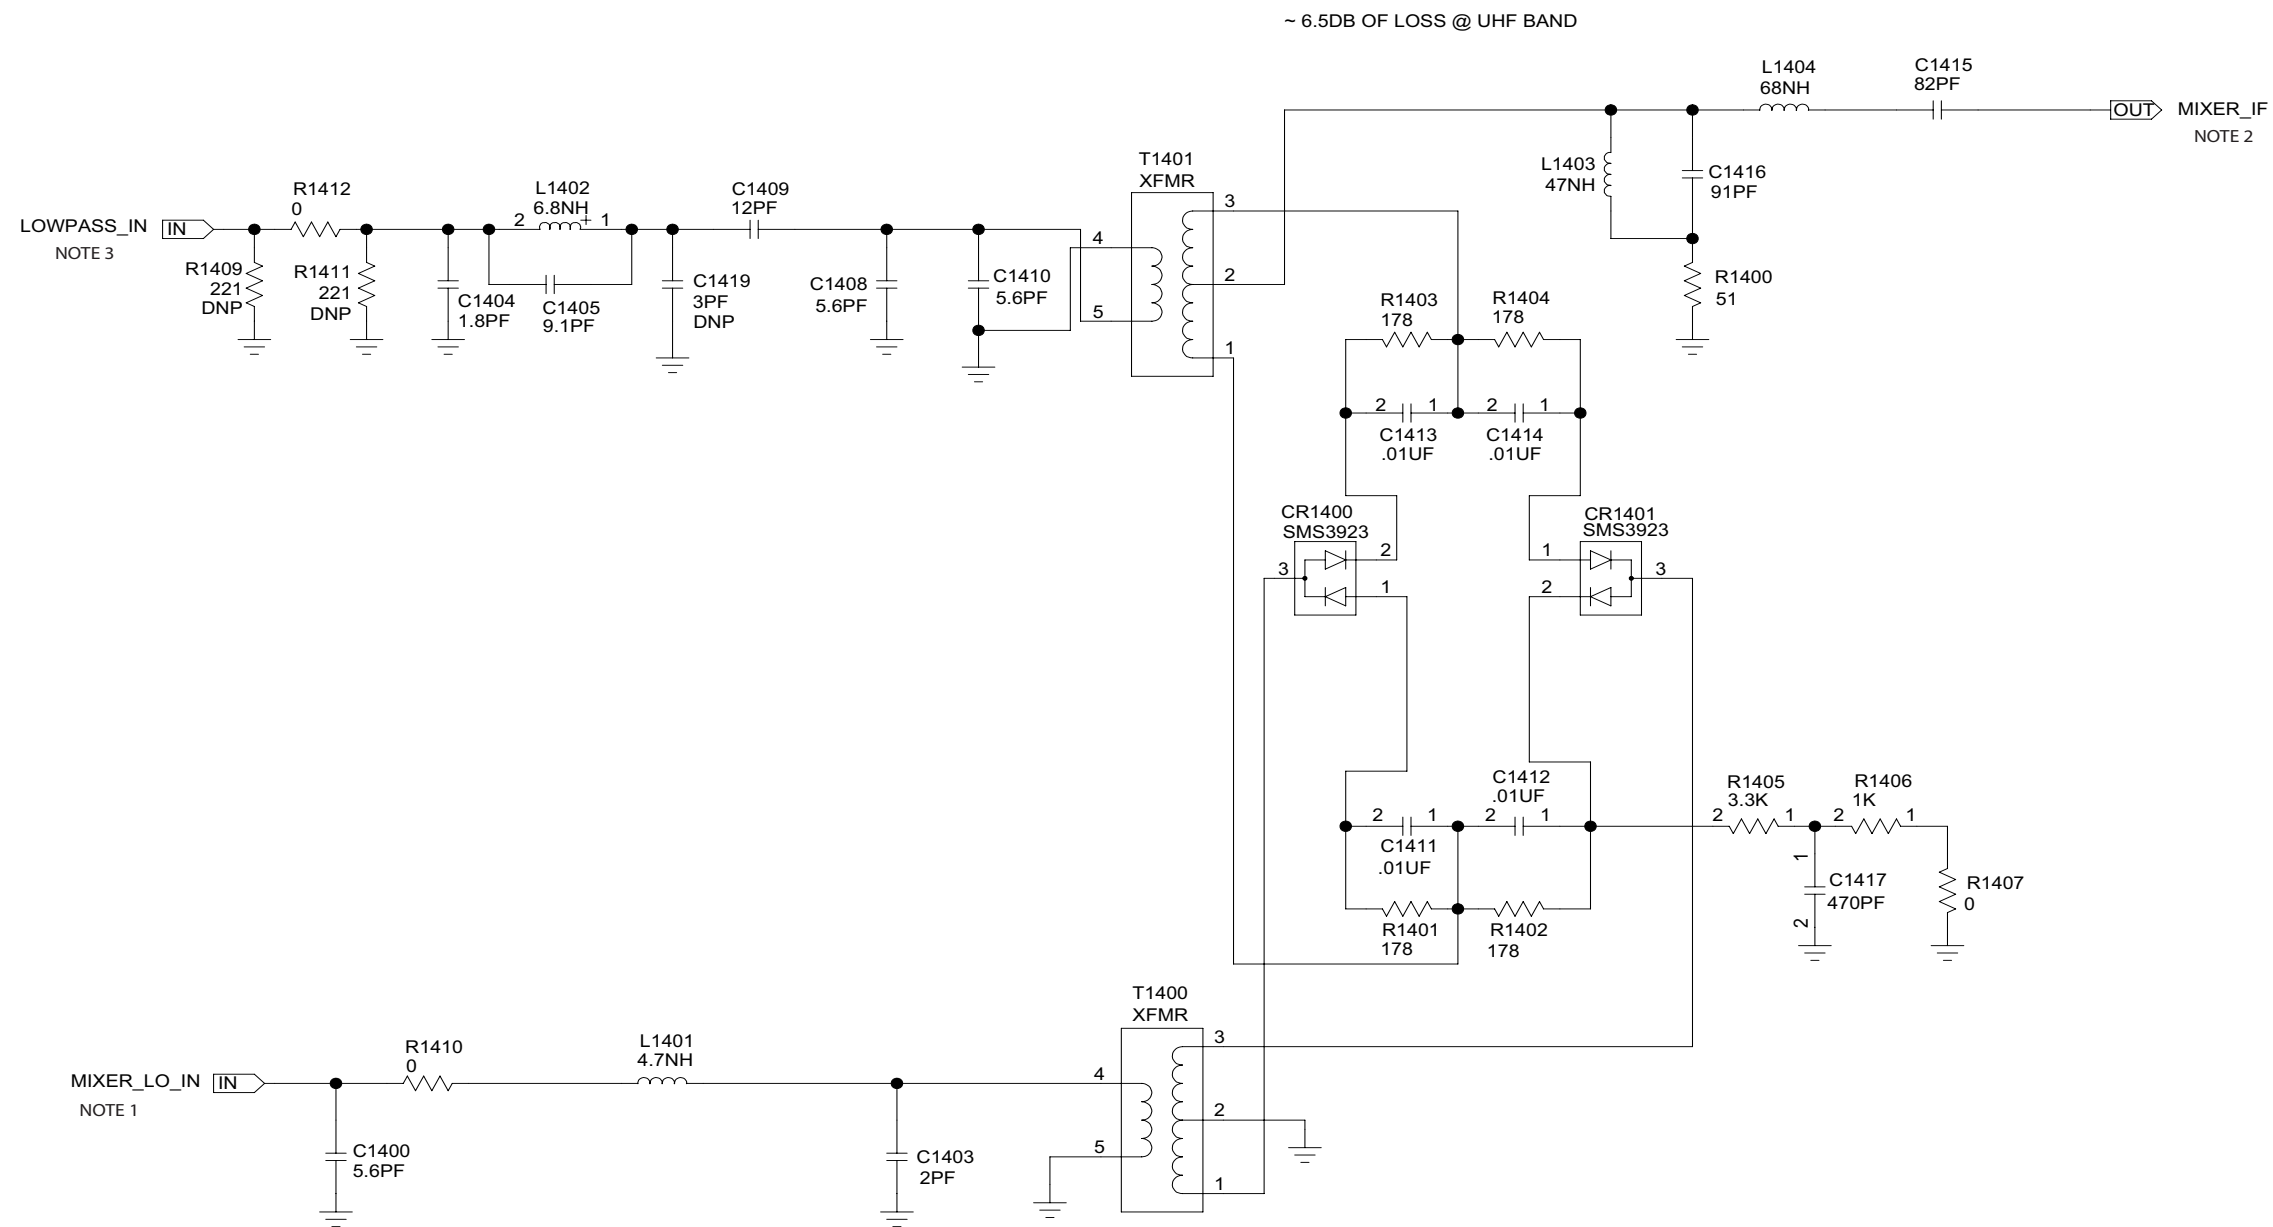 ~ 6.5DB OF LOSS @ UHF BAND
L1404
68NH
C1415
82PF
OUT
MIXER_IF
NOTE 2
L1403
47NH
C1416
91PF
R1400
51
LOWPASS_IN
IN
NOTE 3
R1412
0
R1409
221
DNP
R1411
221
DNP
C1404
1.8PF
L1402
6.8NH
2
+
1
C1405
9.1PF
C1419
3PF
DNP
C1409
12PF
C1408
5.6PF
C1410
5.6PF
T1401
XFMR
4
5
3
2
1
R1403
178
R1404
178
2
1
2
1
C1413
.01UF
C1414
.01UF
CR1400
SMS3923
3
2
1
CR1401
SMS3923
1
2
3
C1412
.01UF
2
1
2
1
C1411
.01UF
R1401
178
R1402
178
R1405
3.3K
2
1
R1406
1K
2
1
1
C1417
470PF
2
R1407
0
T1400
XFMR
4
5
3
2
1
MIXER_LO_IN
IN
NOTE 1
R1410
0
L1401
4.7NH
C1400
5.6PF
C1403
2PF